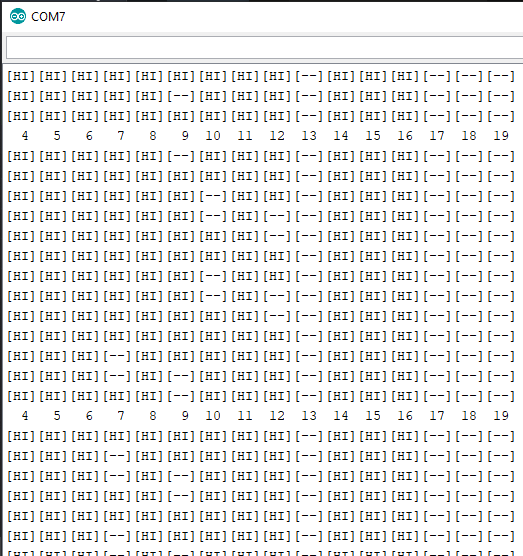 COM7
[HI][HI][HI][HI][HI][HI][HI][HI][HI][--][HI][HI][HI][--][--][--]
[HI][HI][HI][HI][HI][--][HI][HI][HI][--][HI][HI][HI][--][--][--]
[HI][HI][HI][HI][HI][HI][HI][HI][HI][--][HI][HI][HI][--][--][--]
4 5 6 7 8 9 10 11 12 13 14 15 16 17 18 19
[HI][HI][HI][HI][HI][--][HI][HI][HI][--][HI][HI][HI][--][--][--]
[HI][HI][HI][HI][HI][HI][HI][HI][HI][--][HI][HI][HI][--][--][--]
[HI][HI][HI][HI][HI][HI][--][HI][HI][--][HI][HI][HI][--][--][--]
[HI][HI][HI][HI][HI][HI][--][HI][--][--][HI][HI][HI][--][--][--]
[HI][HI][HI][HI][HI][HI][HI][HI][--][--][HI][HI][HI][--][--][--]
[HI][HI][HI][HI][HI][HI][HI][HI][HI][--][HI][HI][HI][--][--][--]
[HI][HI][HI][HI][HI][HI][--][HI][HI][--][HI][HI][HI][--][--][--]
[HI][HI][HI][HI][HI][HI][--][HI][--][--][HI][HI][HI][--][--][--]
[HI][HI][HI][HI][HI][HI][HI][HI][--][--][HI][HI][HI][--][--][--]
[HI][HI][HI][HI][HI][HI][HI][HI][HI][--][HI][HI][HI][--][--][--]
[HI][HI][HI][--][HI][HI][HI][HI][HI][--][HI][HI][HI][--][--][--]
[HI][HI][HI][--][HI][--][HI][HI][HI][--][HI][HI][HI][--][--][--]
[HI][HI][HI][HI][HI][--][HI][HI][HI][--][HI][HI][HI][--][--][--]
4 5 6 7 8 9 10 11 12 13 14 15 16 17 18 19
[HI][HI][HI][HI][HI][HI][HI][HI][HI][--][HI][HI][HI][--][--][--]
[HI][HI][HI][--][HI][HI][HI][HI][HI][--][HI][HI][HI][--][--][--]
[HI][HI][HI][--][HI][--][HI][HI][HI][--][HI][HI][HI][--][--][--]
[HI][HI][HI][HI][HI][--][HI][HI][HI][--][HI][HI][HI][--][--][--]
[HI][HI][HI][HI][HI][HI][HI][HI][HI][--][HI][HI][HI][--][--][--]
[HI][HI][HI][--][HI][HI][HI][HI][HI][--][HI][HI][HI][--][--][--]